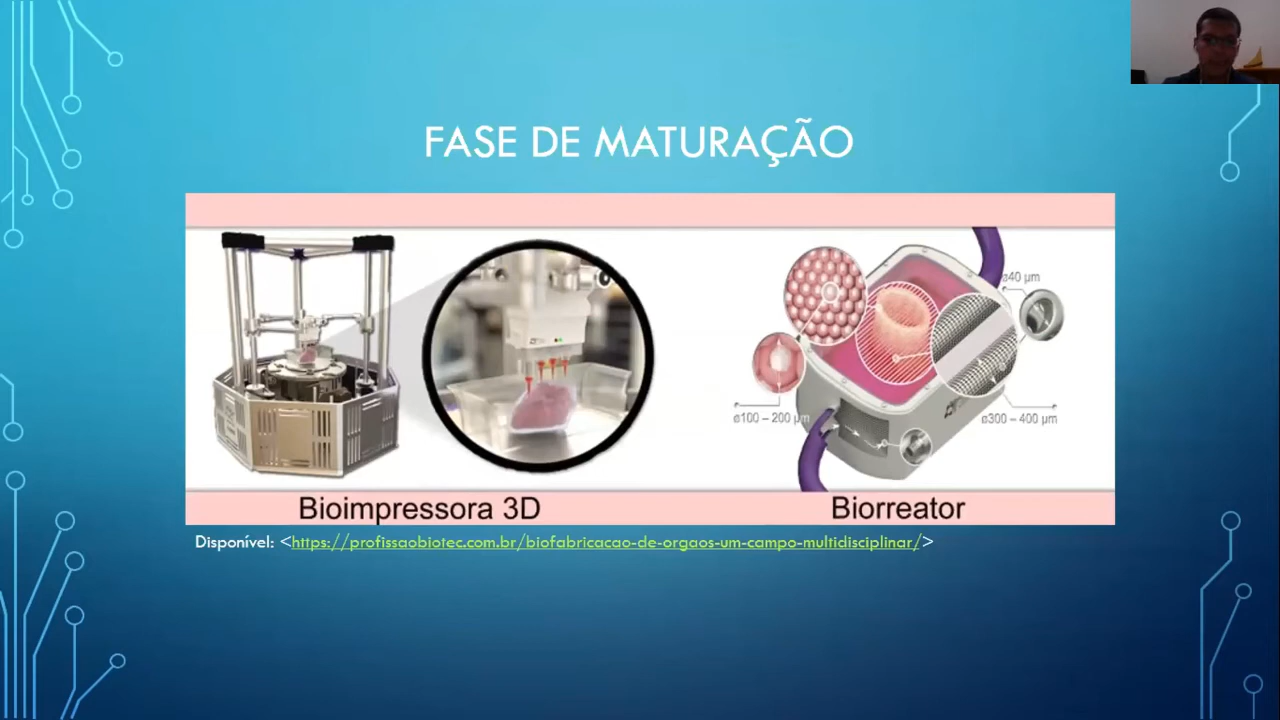 FASE DE MATURAÇÃO
ø40 µm
ø100 – 200 µm
ø300 – 400 µm
Bioimpressora 3D
Biorreator
Disponível: <https://profissaobiotec.com.br/biofabricacao-de-orgaos-um-campo-multidisciplinar/>